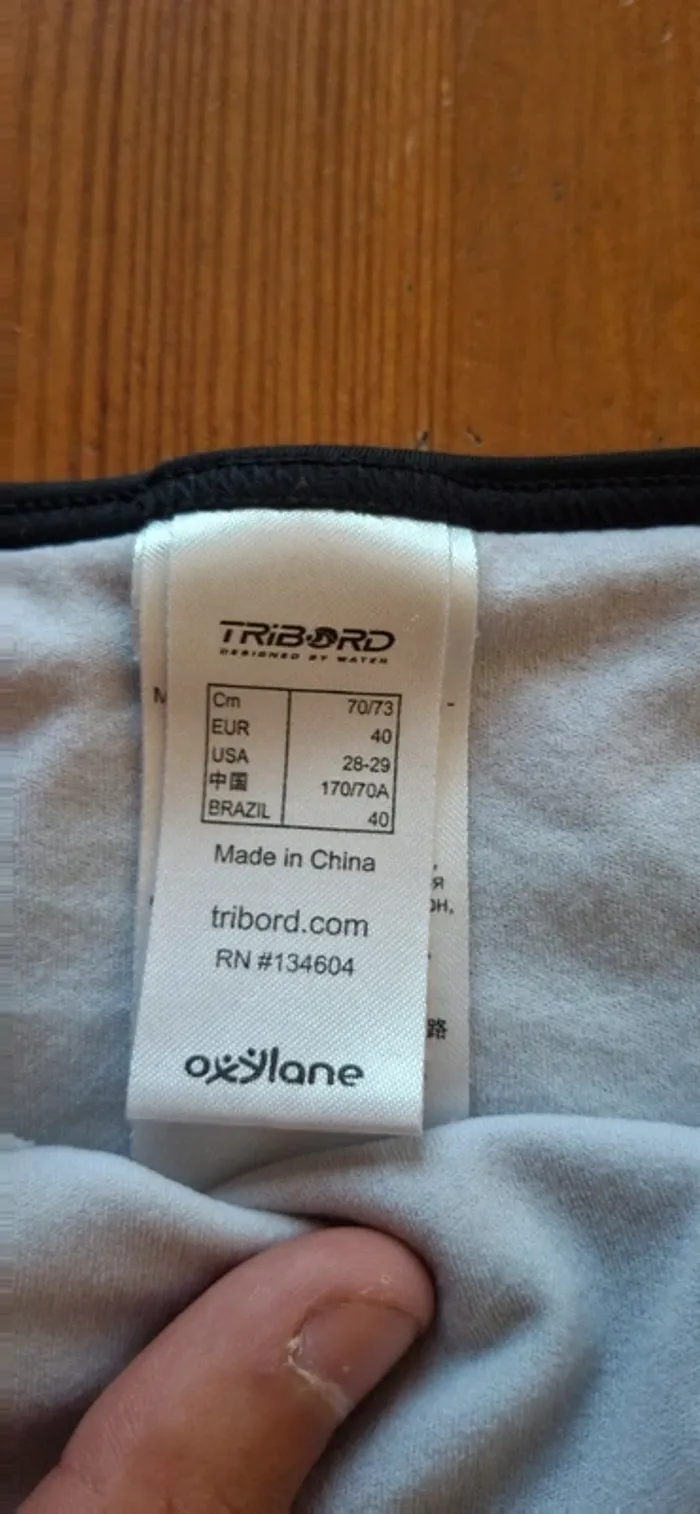 TRIBORD
DESIGNED BY WATER
Cm 70/73
EUR 40
USA 28-29
中国 170/70A
BRAZIL 40
Made in China
tribord.com
RN #134604
oxylane
路